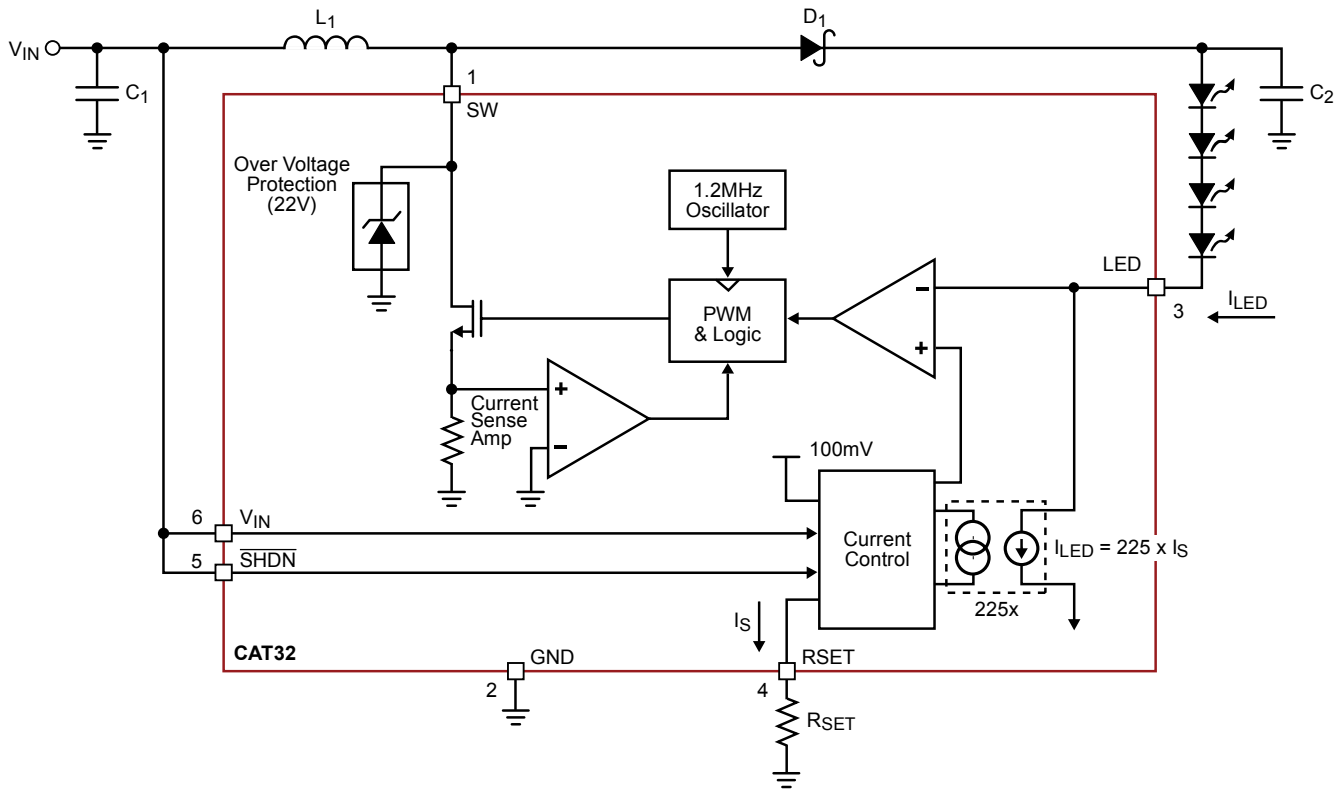 L1
D1
VIN
C1
1
SW
C2
Over Voltage
Protection
(22V)
1.2MHz
Oscillator
LED
3
ILED
PWM
& Logic
Current
Sense
Amp
100mV
6
VIN
5
SHDN
Current
Control
ILED = 225 x IS
225x
IS
CAT32
GND
2
RSET
4
RSET